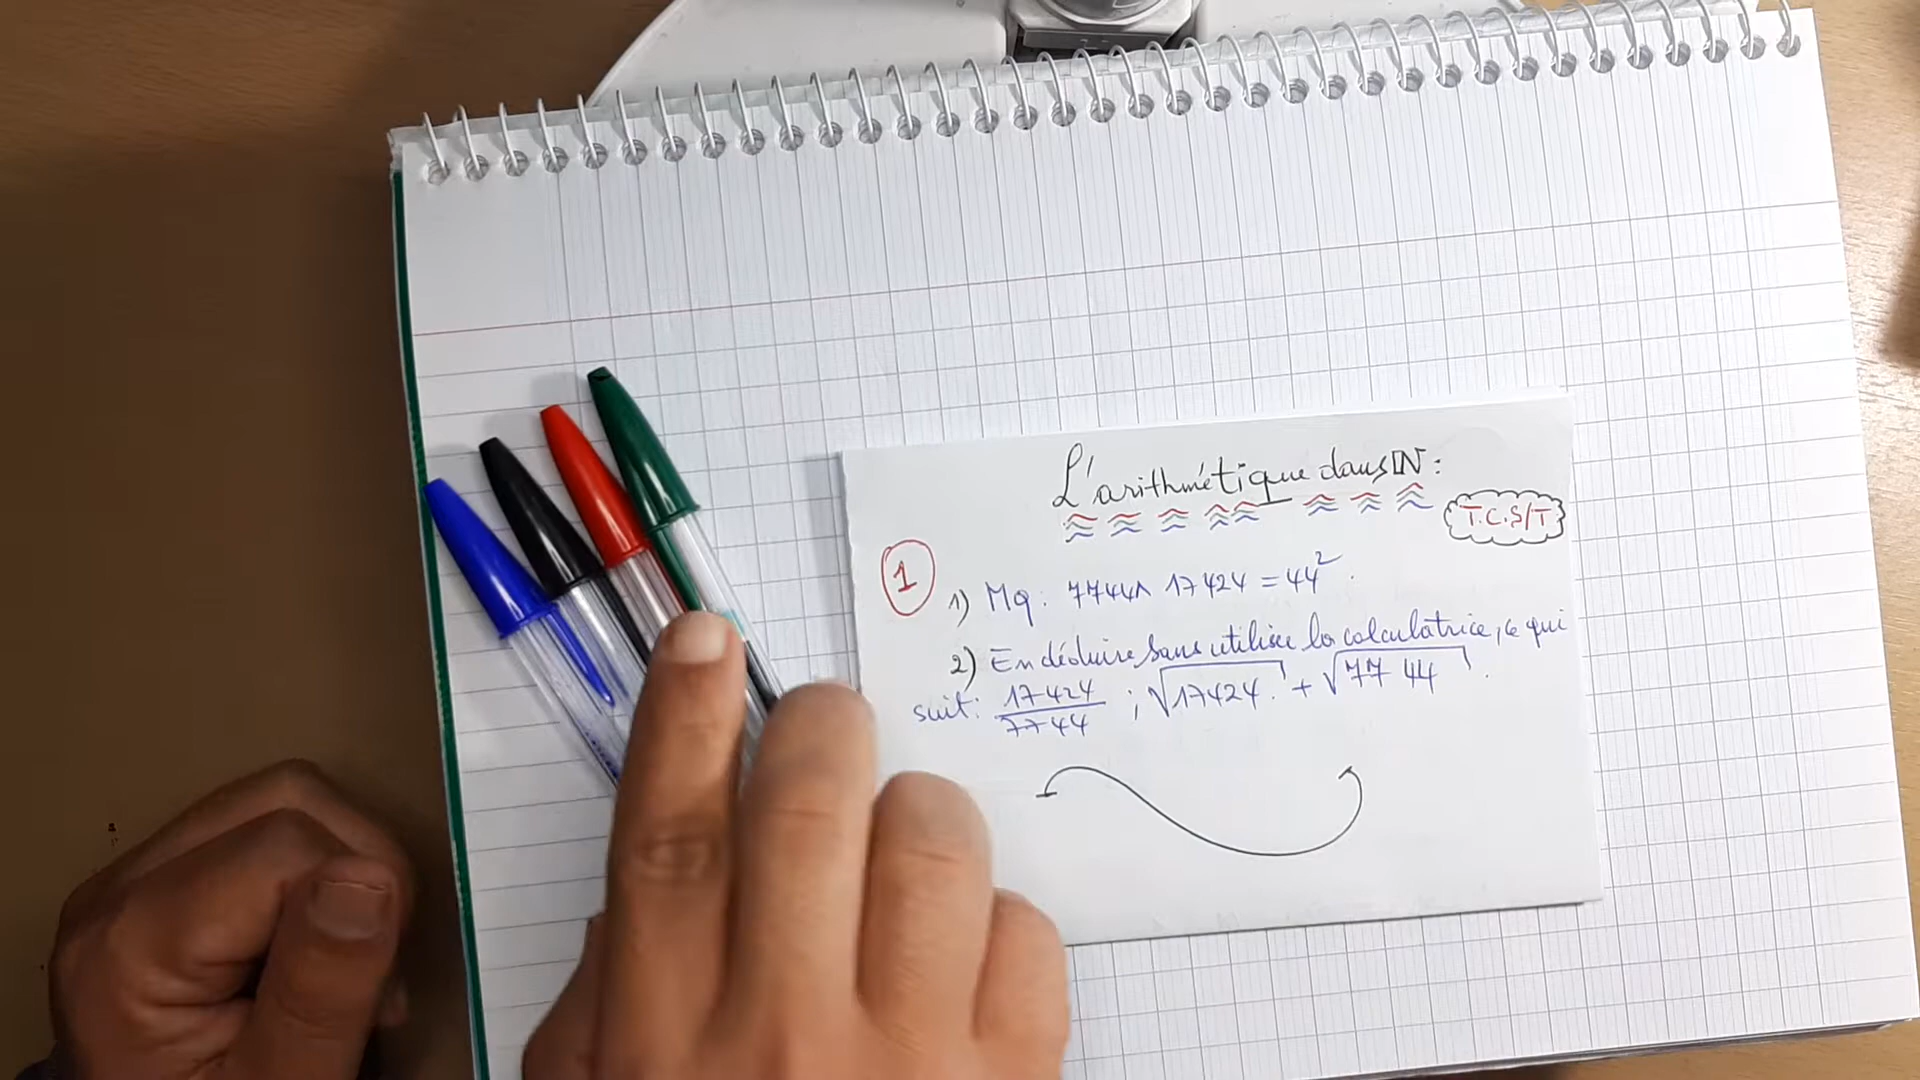 L'arithmétique dans ℕ :
T.C.S/T
1
1) Mq : 7744 ∧ 17424 = 44².
2) En déduire sans utiliser la calculatrice, ce qui
suit : 17424/7744 ; √17424 + √7744.